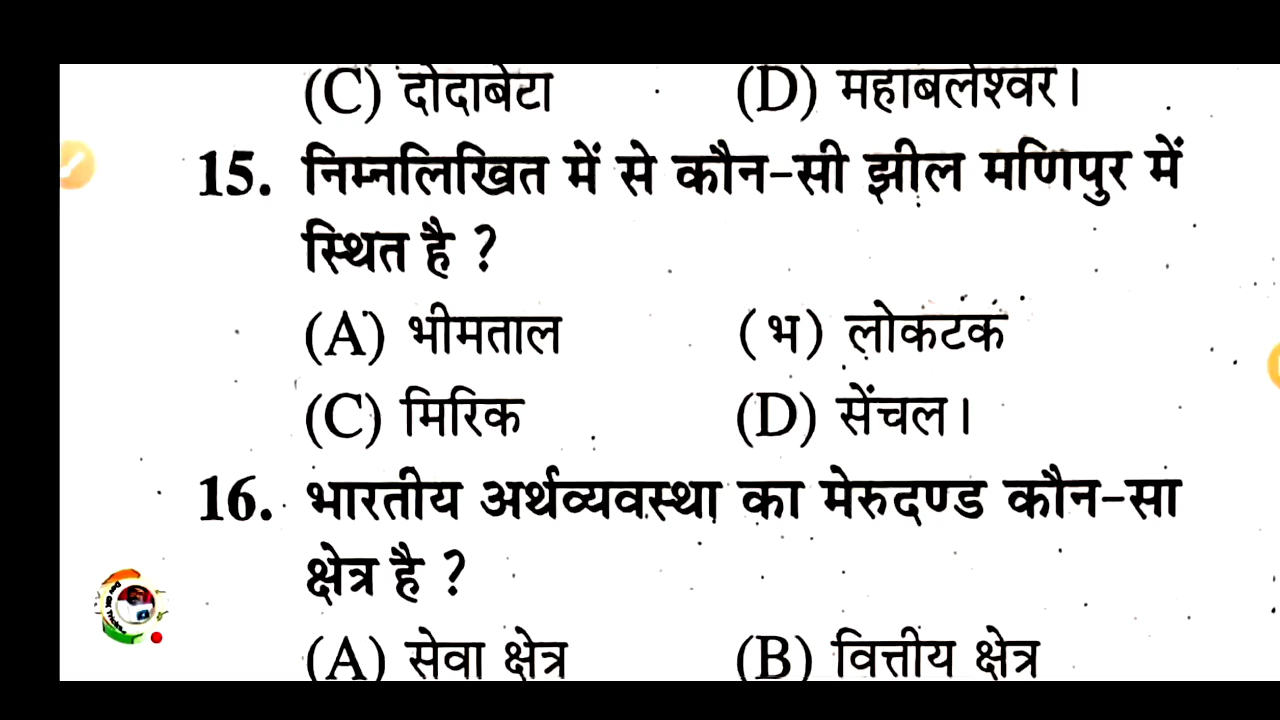 (C) दोदाबेटा (D) महाबलेश्वर।
15. निम्नलिखित में से कौन-सी झील मणिपुर में
स्थित है ?
(A) भीमताल (भ) लोकटक
(C) मिरिक (D) सेंचल।
16. भारतीय अर्थव्यवस्था का मेरुदण्ड कौन-सा
क्षेत्र है ?
(A) सेवा क्षेत्र (B) वित्तीय क्षेत्र